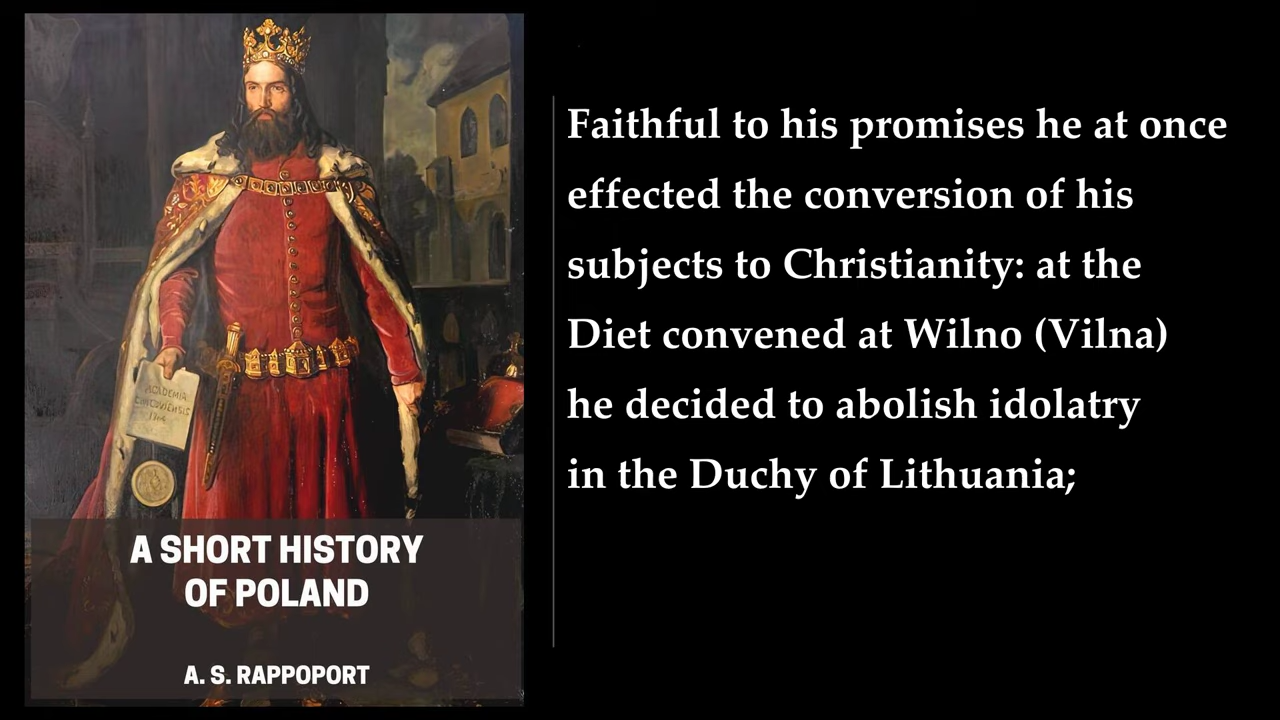 Faithful to his promises he at once
effected the conversion of his
subjects to Christianity: at the
Diet convened at Wilno (Vilna)
he decided to abolish idolatry
in the Duchy of Lithuania;
ACADEMIA
A SHORT HISTORY
OF POLAND
A. S. RAPPOPORT